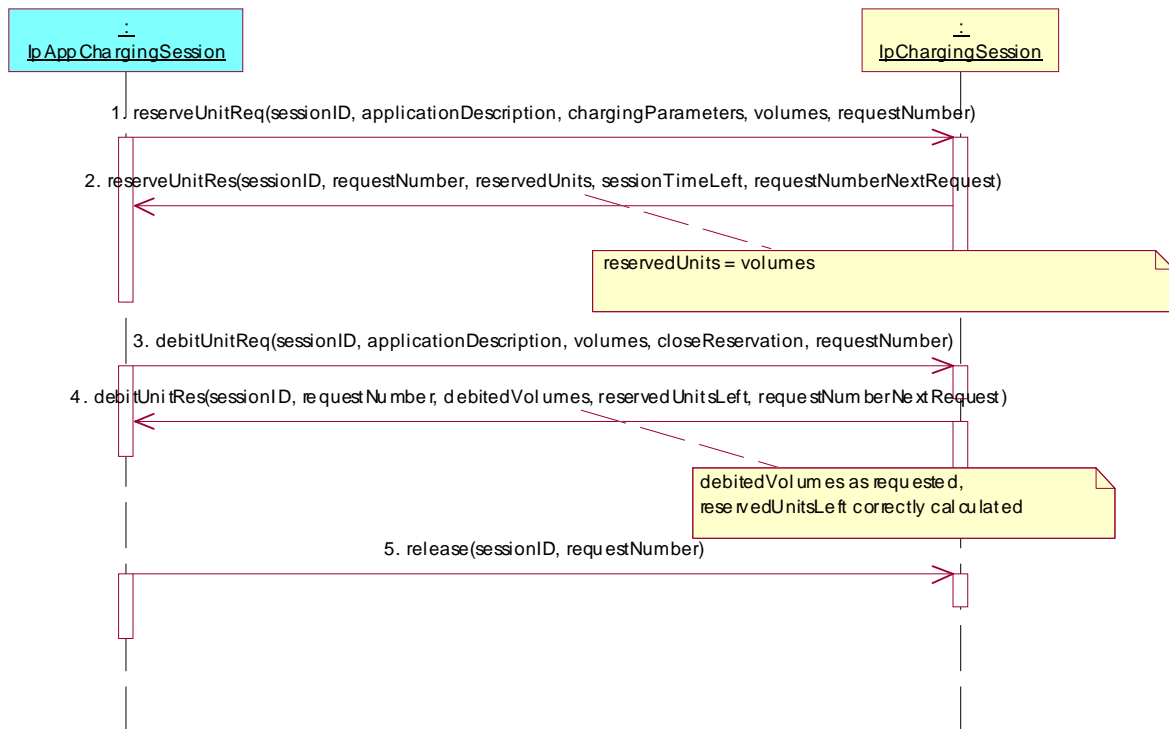 :
IpAppChargingSession
:
IpChargingSession
1. reserveUnitReq(sessionID, applicationDescription, chargingParameters, volumes, requestNumber)
2. reserveUnitRes(sessionID, requestNumber, reservedUnits, sessionTimeLeft, requestNumberNextRequest)
reservedUnits = volumes
3. debitUnitReq(sessionID, applicationDescription, volumes, closeReservation, requestNumber)
4. debitUnitRes(sessionID, requestNumber, debitedVolumes, reservedUnitsLeft, requestNumberNextRequest)
debitedVolumes as requested,
reservedUnitsLeft correctly calculated
5. release(sessionID, requestNumber)